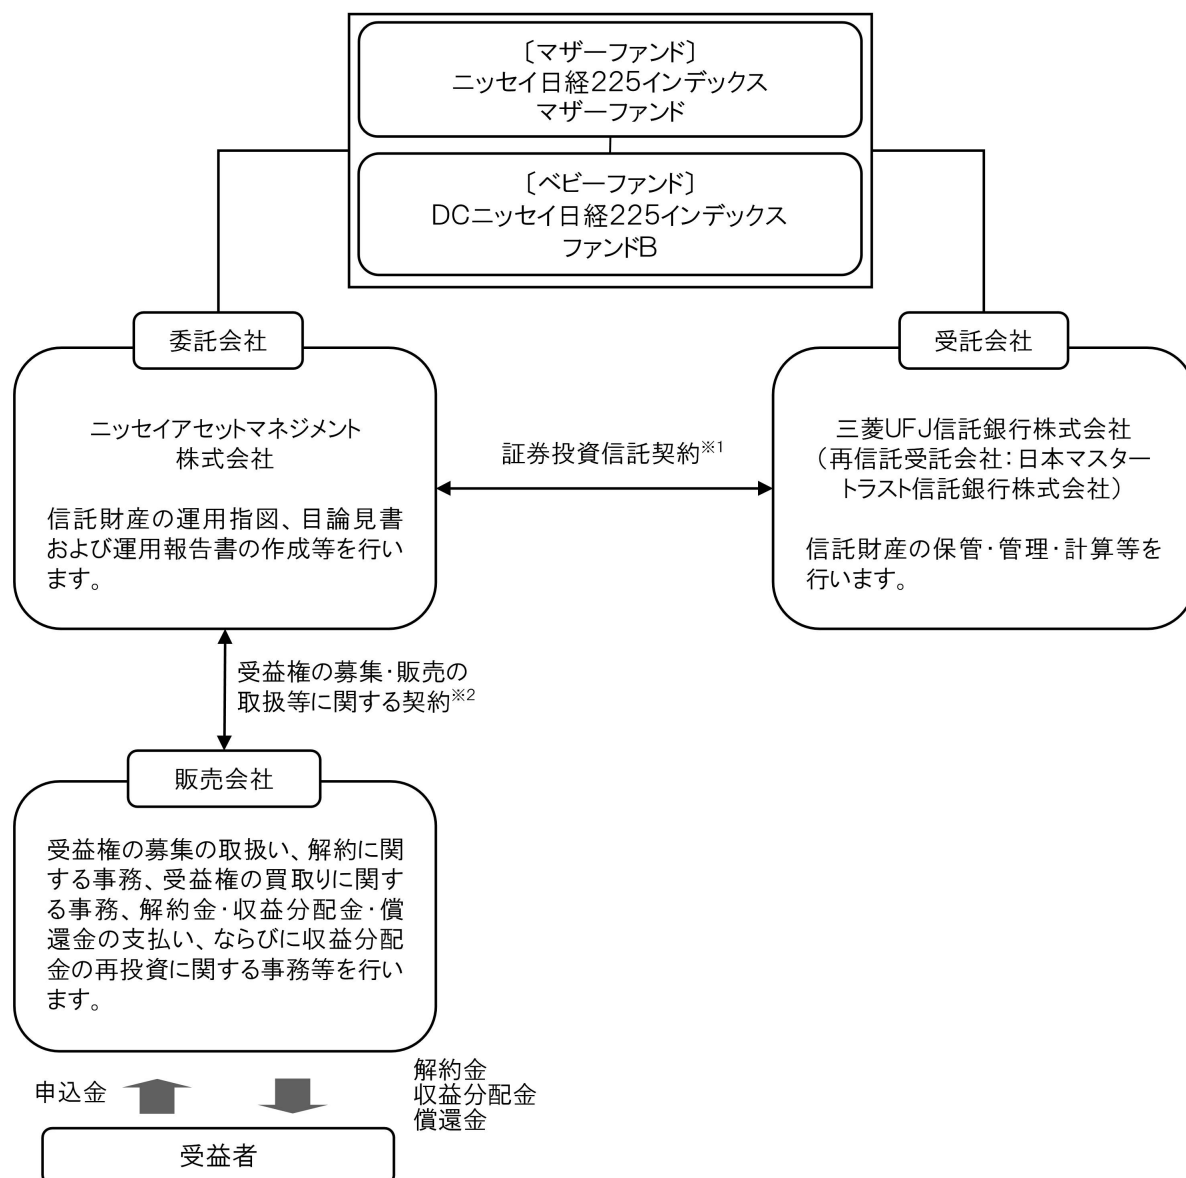 〔マザーファンド〕
ニッセイ日経225インデックス
マザーファンド
〔ベビーファンド〕
DCニッセイ日経225インデックス
ファンドB
委託会社
ニッセイアセットマネジメント
株式会社
信託財産の運用指図、目論見書
および運用報告書の作成等を行い
ます。
証券投資信託契約※1
受託会社
三菱UFJ信託銀行株式会社
（再信託受託会社：日本マスター
トラスト信託銀行株式会社）
信託財産の保管・管理・計算等を
行います。
受益権の募集・販売の
取扱等に関する契約※2
販売会社
受益権の募集の取扱い、解約に関
する事務、受益権の買取りに関す
る事務、解約金・収益分配金・償
還金の支払い、ならびに収益分配
金の再投資に関する事務等を行い
ます。
申込金
解約金
収益分配金
償還金
受益者